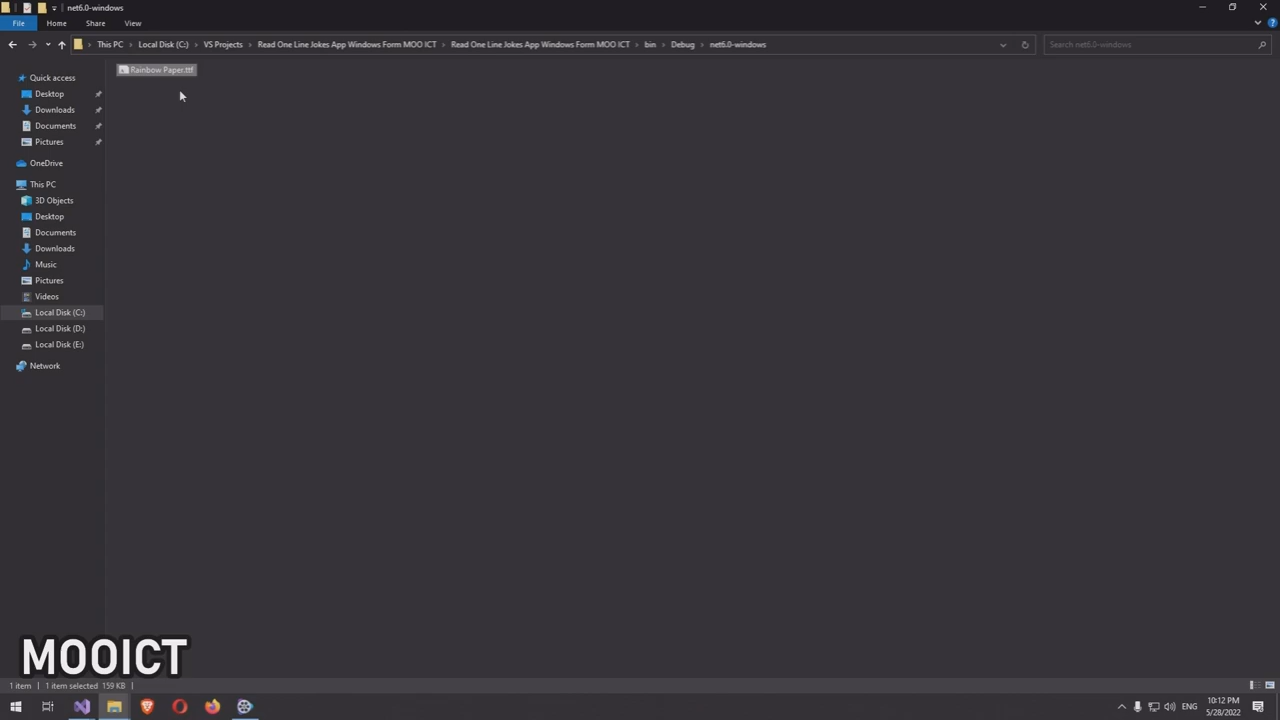 net6.0-windows
File Home Share View
This PC Local Disk (C:) VS Projects Read One Line Jokes App Windows Form MOO ICT Read One Line Jokes App Windows Form MOO ICT bin Debug net6.0-windows Search net6.0-windows
Rainbow Paper.ttf
Quick access
Desktop
Downloads
Documents
Pictures
OneDrive
This PC
3D Objects
Desktop
Documents
Downloads
Music
Pictures
Videos
Local Disk (C:)
Local Disk (D:)
Local Disk (E:)
Network
MOOICT
1 item 1 item selected 159 KB
ENG
10:12 PM
5/28/2022